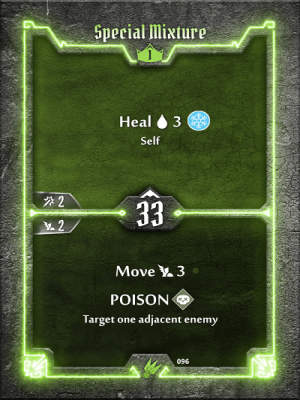 Special Mixture
1
Heal 3
Self
2
33
2
Move 3
POISON
Target one adjacent enemy
096